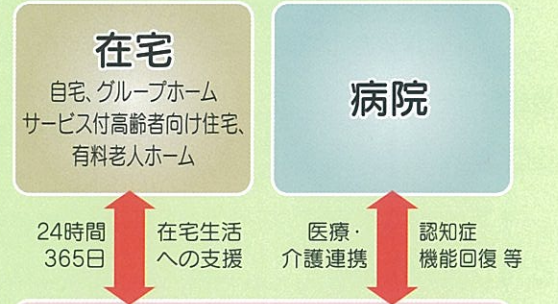 在宅
自宅、グループホーム
サービス付高齢者向け住宅、
有料老人ホーム
病院
24時間
365日
在宅生活
への支援
医療・
介護連携
認知症
機能回復 等